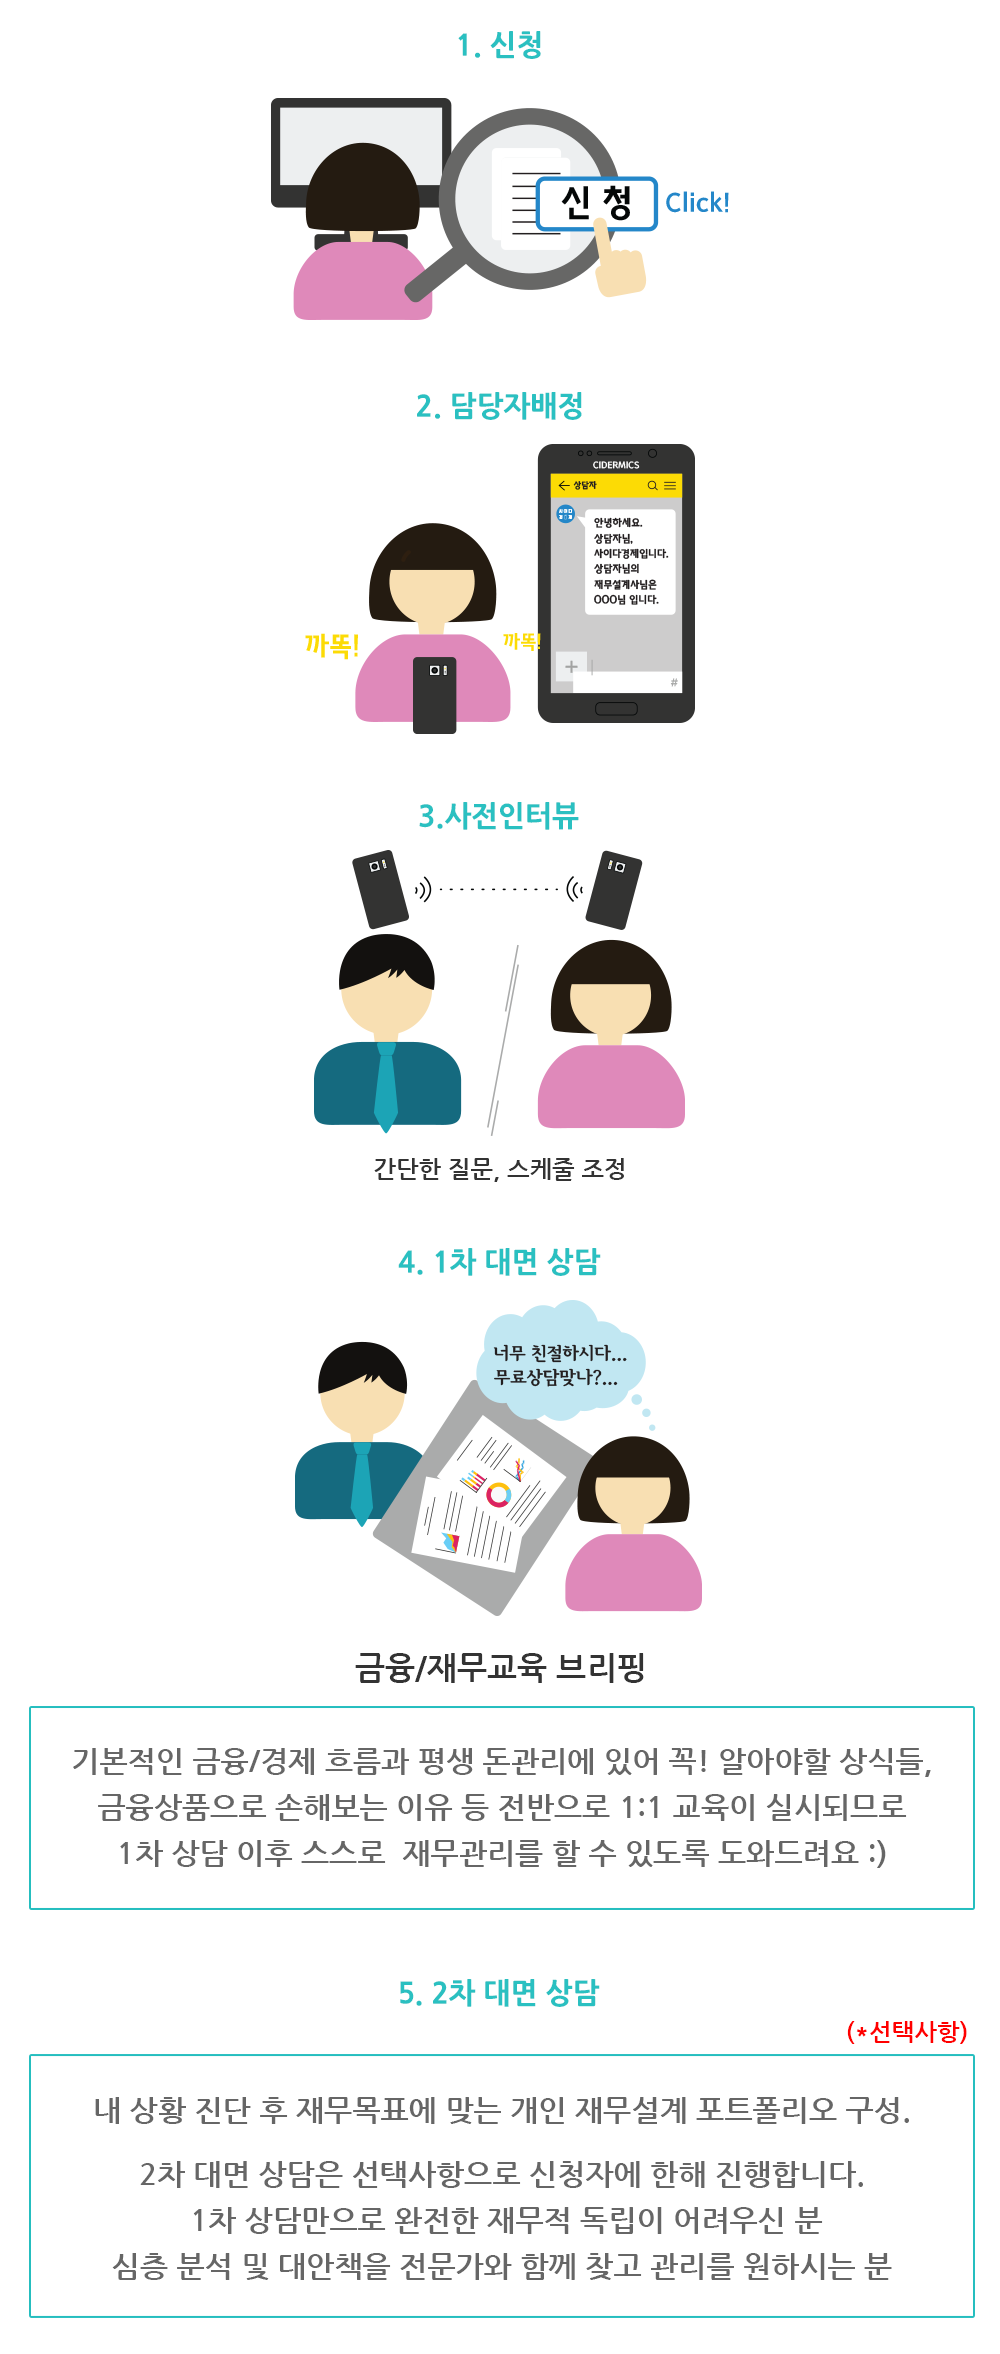 1. 신청
신 청
Click!
2. 담당자배정
CIDERMICS
상담자
안녕하세요.
상담자님,
사이다경제입니다.
상담자님의
재무설계사님은
OOO님 입니다.
까똑!
까똑!
+
#
3.사전인터뷰
간단한 질문, 스케줄 조정
4. 1차 대면 상담
너무 친절하시다...
무료상담맞나?...
금융/재무교육 브리핑
기본적인 금융/경제 흐름과 평생 돈관리에 있어 꼭! 알아야할 상식들,
금융상품으로 손해보는 이유 등 전반으로 1:1 교육이 실시되므로
1차 상담 이후 스스로 재무관리를 할 수 있도록 도와드려요 :)
5. 2차 대면 상담
(*선택사항)
내 상황 진단 후 재무목표에 맞는 개인 재무설계 포트폴리오 구성.
2차 대면 상담은 선택사항으로 신청자에 한해 진행합니다.
1차 상담만으로 완전한 재무적 독립이 어려우신 분
심층 분석 및 대안책을 전문가와 함께 찾고 관리를 원하시는 분